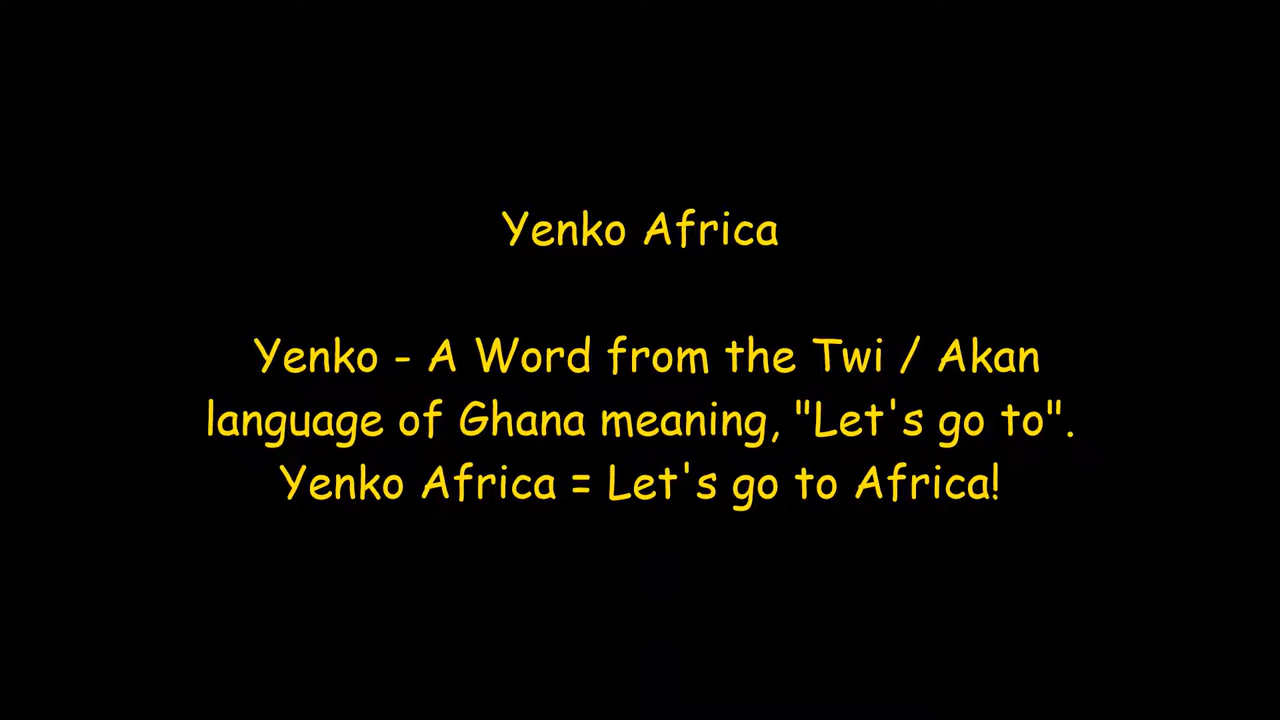 Yenko Africa
Yenko - A Word from the Twi / Akan
language of Ghana meaning, "Let's go to".
Yenko Africa = Let's go to Africa!